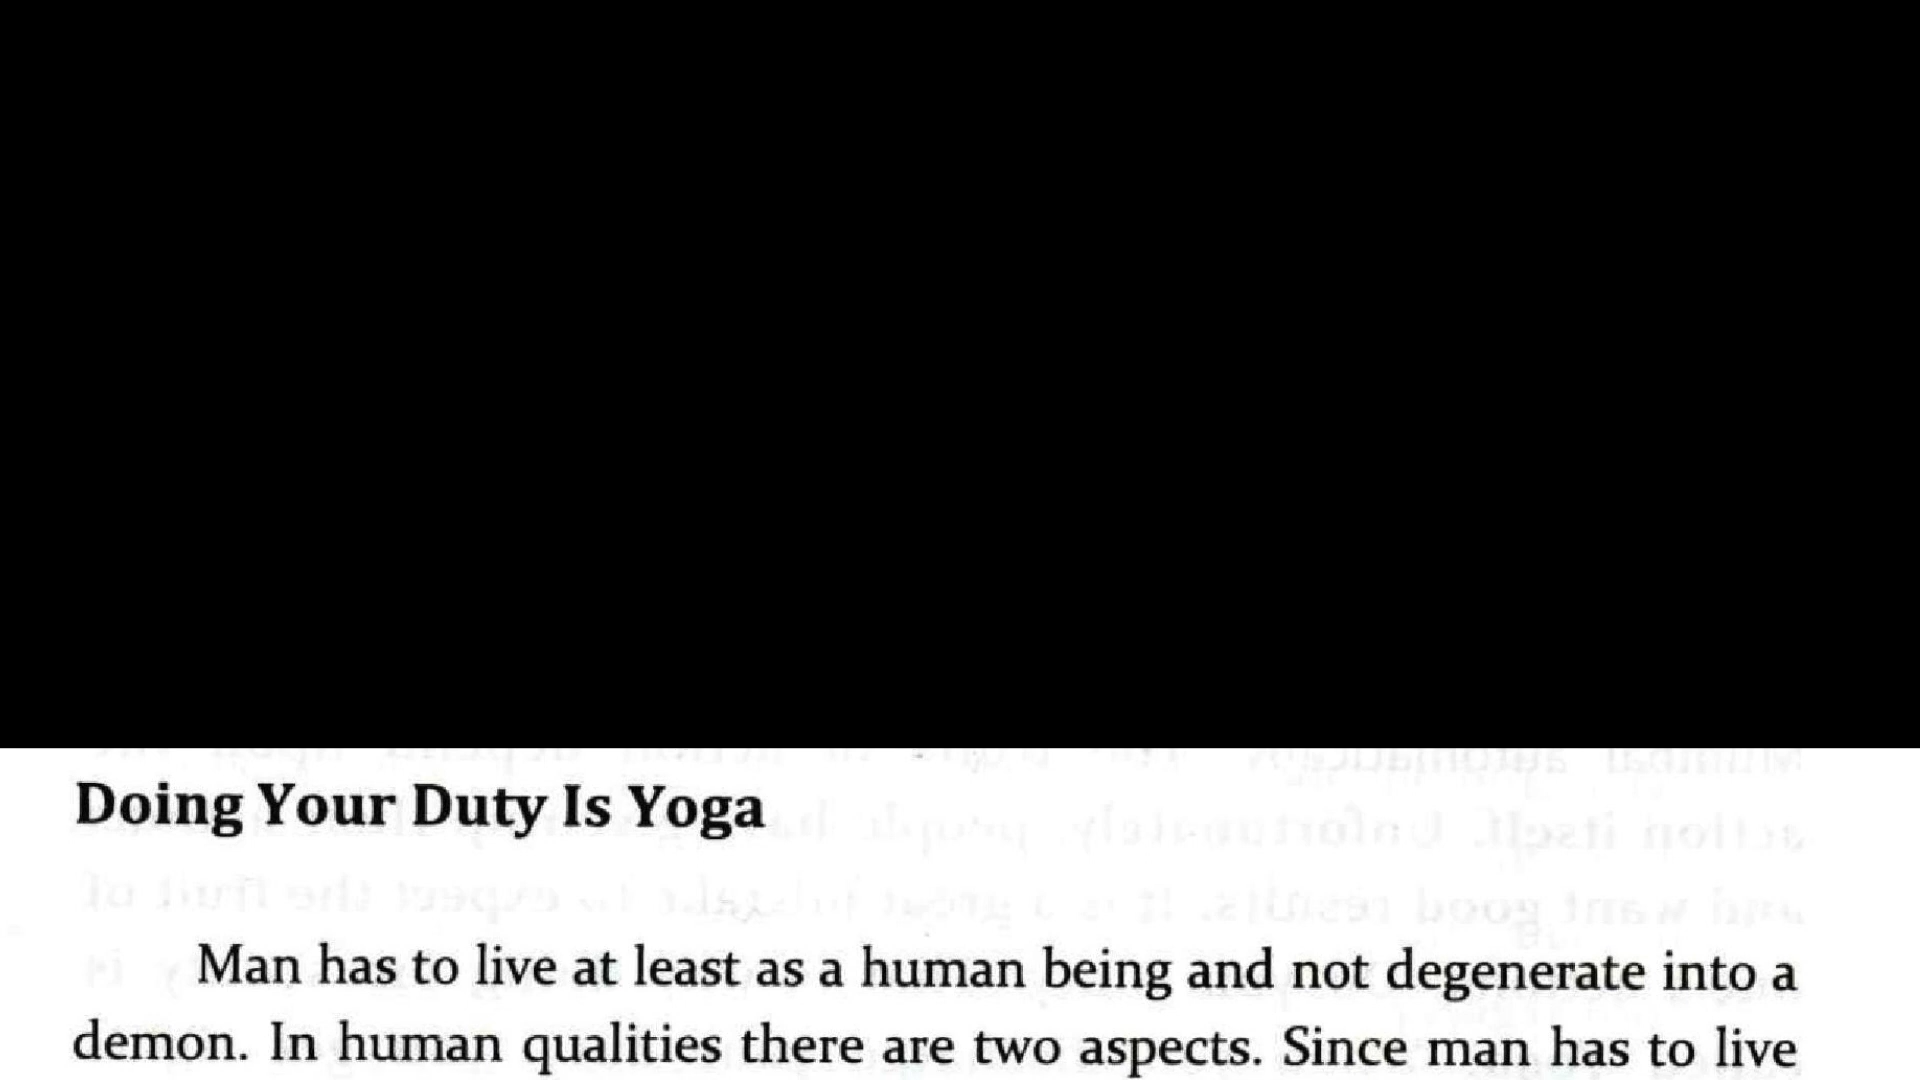 Doing Your Duty Is Yoga
Man has to live at least as a human being and not degenerate into a
demon. In human qualities there are two aspects. Since man has to live